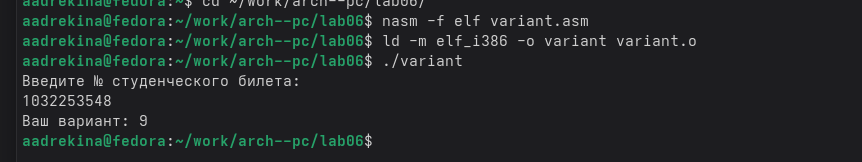 aadrekina@fedora:~$ cd ~/work/arch--pc/lab06/
aadrekina@fedora:~/work/arch--pc/lab06$ nasm -f elf variant.asm
aadrekina@fedora:~/work/arch--pc/lab06$ ld -m elf_i386 -o variant variant.o
aadrekina@fedora:~/work/arch--pc/lab06$ ./variant
Введите № студенческого билета:
1032253548
Ваш вариант: 9
aadrekina@fedora:~/work/arch--pc/lab06$